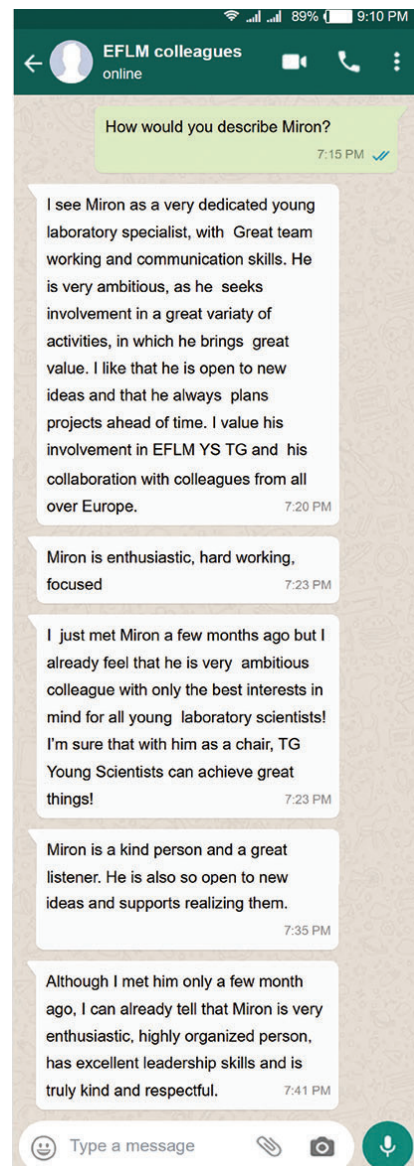 89% 9:10 PM
EFLM colleagues
online
How would you describe Miron?
7:15 PM
I see Miron as a very dedicated young
laboratory specialist, with Great team
working and communication skills. He
is very ambitious, as he seeks
involvement in a great variaty of
activities, in which he brings great
value. I like that he is open to new
ideas and that he always plans
projects ahead of time. I value his
involvement in EFLM YS TG and his
collaboration with colleagues from all
over Europe. 7:20 PM
Miron is enthusiastic, hard working,
focused 7:23 PM
I just met Miron a few months ago but I
already feel that he is very ambitious
colleague with only the best interests in
mind for all young laboratory scientists!
I'm sure that with him as a chair, TG
Young Scientists can achieve great
things! 7:23 PM
Miron is a kind person and a great
listener. He is also so open to new
ideas and supports realizing them.
7:35 PM
Although I met him only a few month
ago, I can already tell that Miron is very
enthusiastic, highly organized person,
has excellent leadership skills and is
truly kind and respectful. 7:41 PM
Type a message